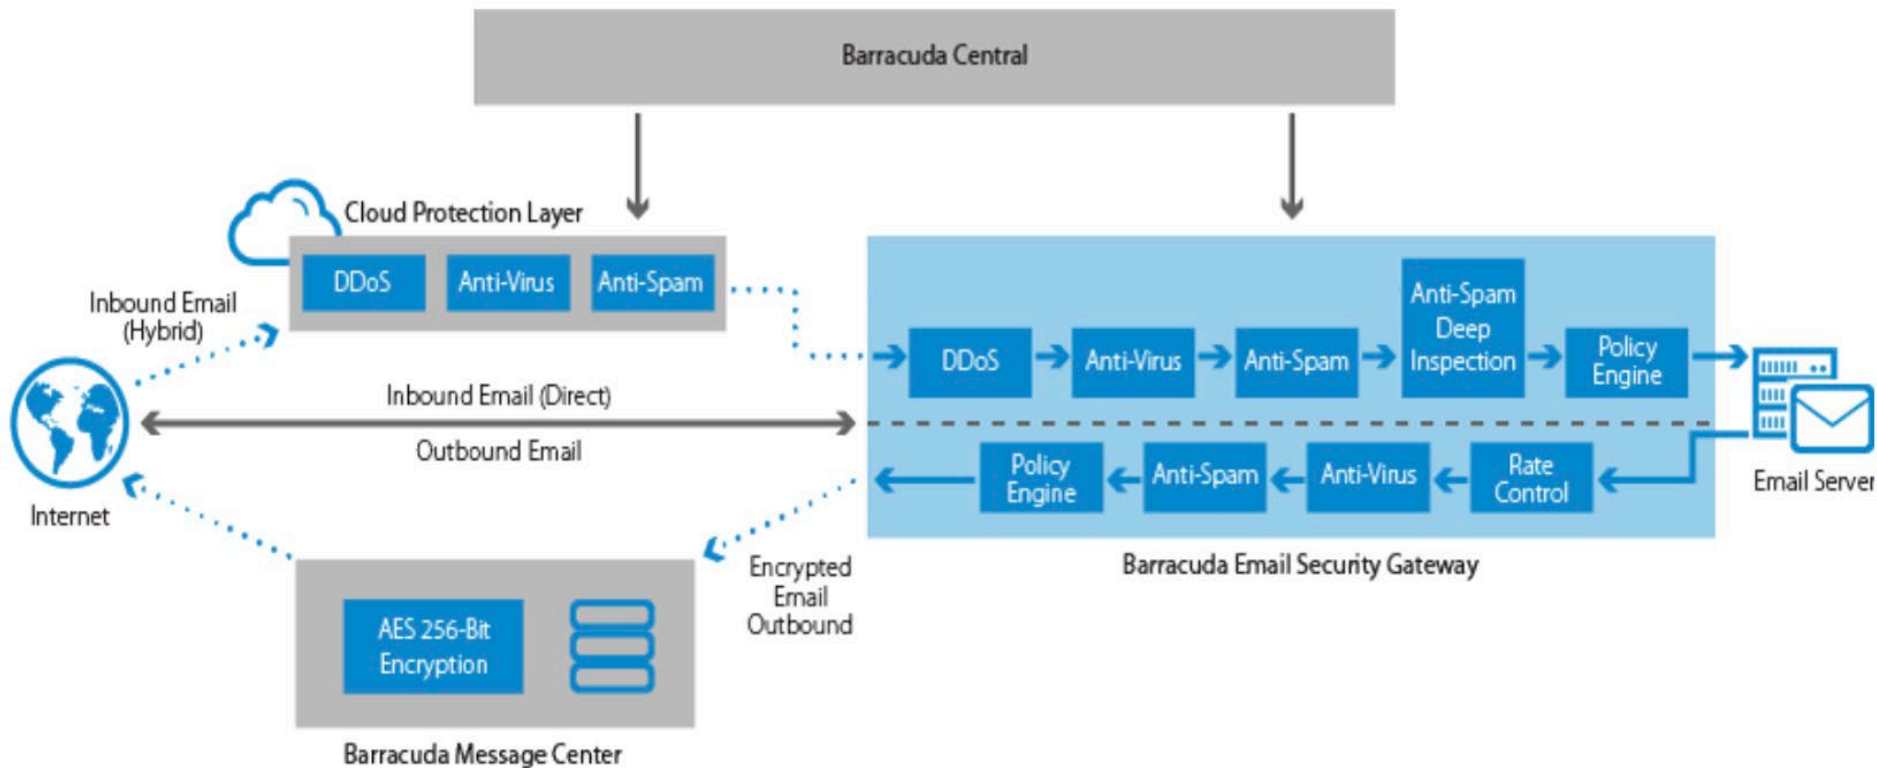 Barracuda Central
Cloud Protection Layer
DDoS
Anti-Virus
Anti-Spam
Inbound Email
(Hybrid)
Inbound Email (Direct)
Outbound Email
Internet
DDoS
Anti-Virus
Anti-Spam
Anti-Spam
Deep
Inspection
Policy
Engine
Policy
Engine
Anti-Spam
Anti-Virus
Rate
Control
Email Server
Barracuda Email Security Gateway
Encrypted
Email
Outbound
AES 256-Bit
Encryption
Barracuda Message Center